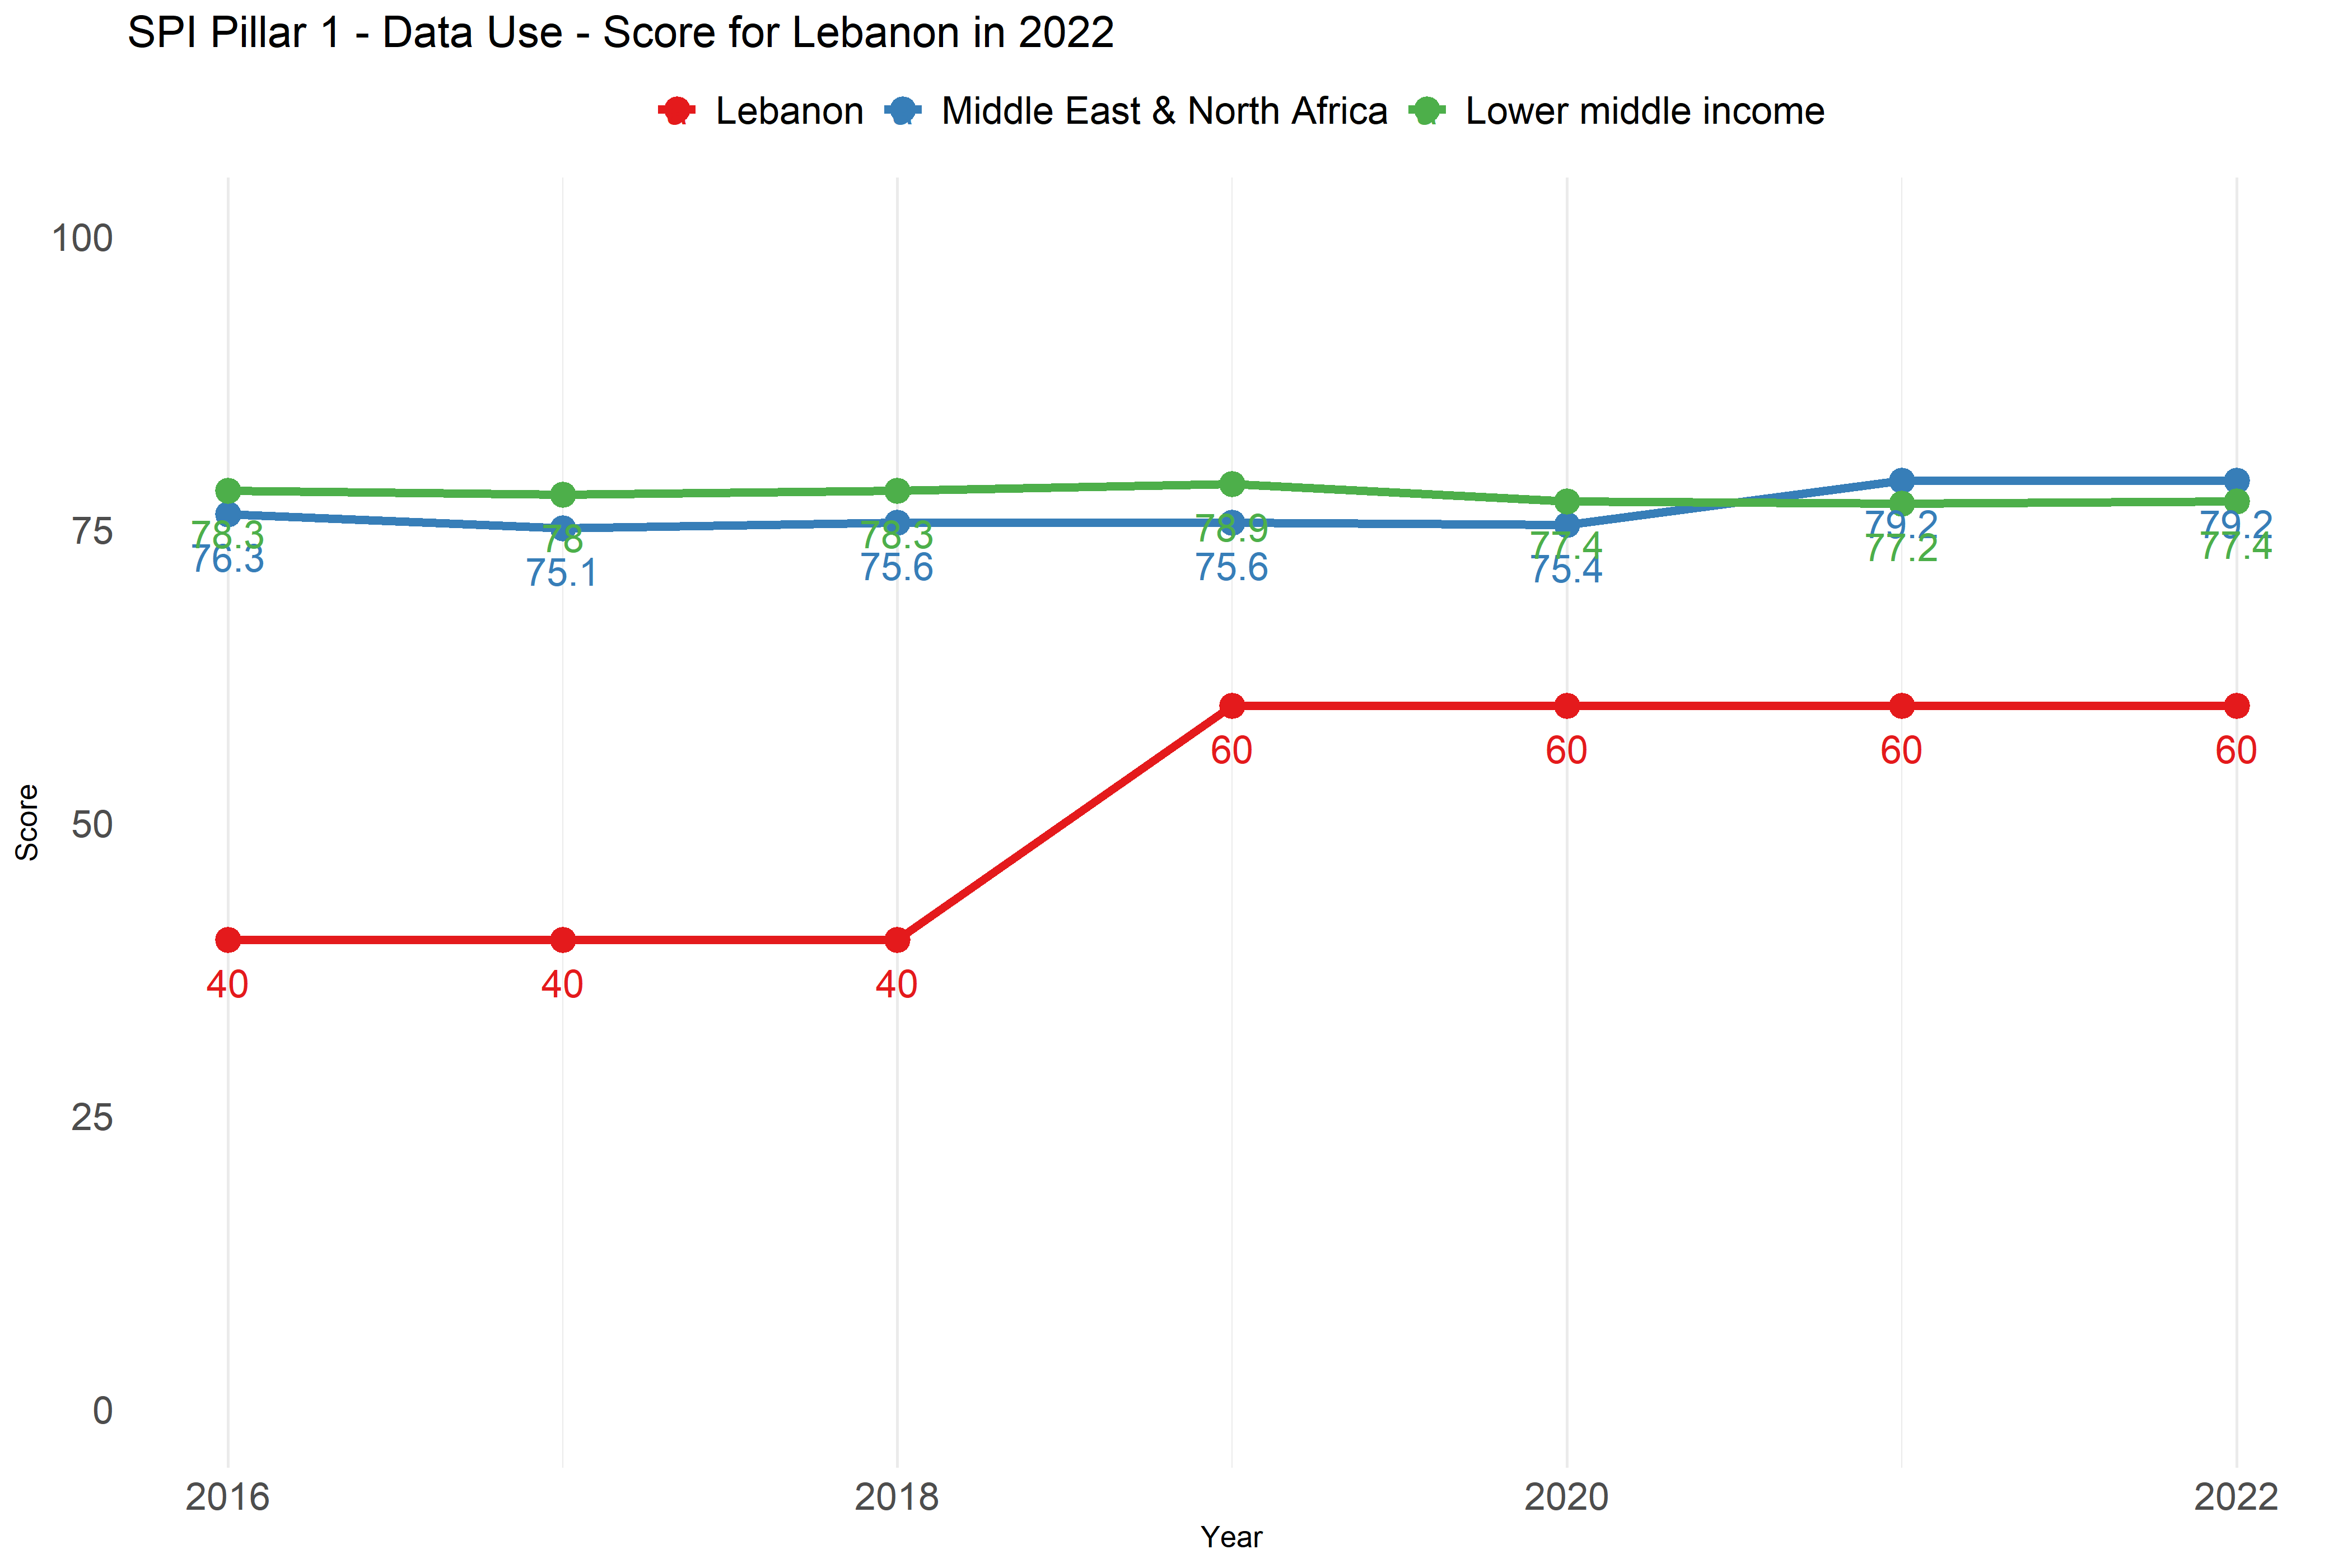 SPI Pillar 1 - Data Use - Score for Lebanon in 2022
Lebanon Middle East & North Africa Lower middle income
100
75
50
25
0
Score
78.3 78 78.3 78.9 77.4 77.2 77.4
76.3 75.1 75.6 75.6 75.4 79.2 79.2
60 60 60 60
40 40 40
2016 2018 2020 2022
Year